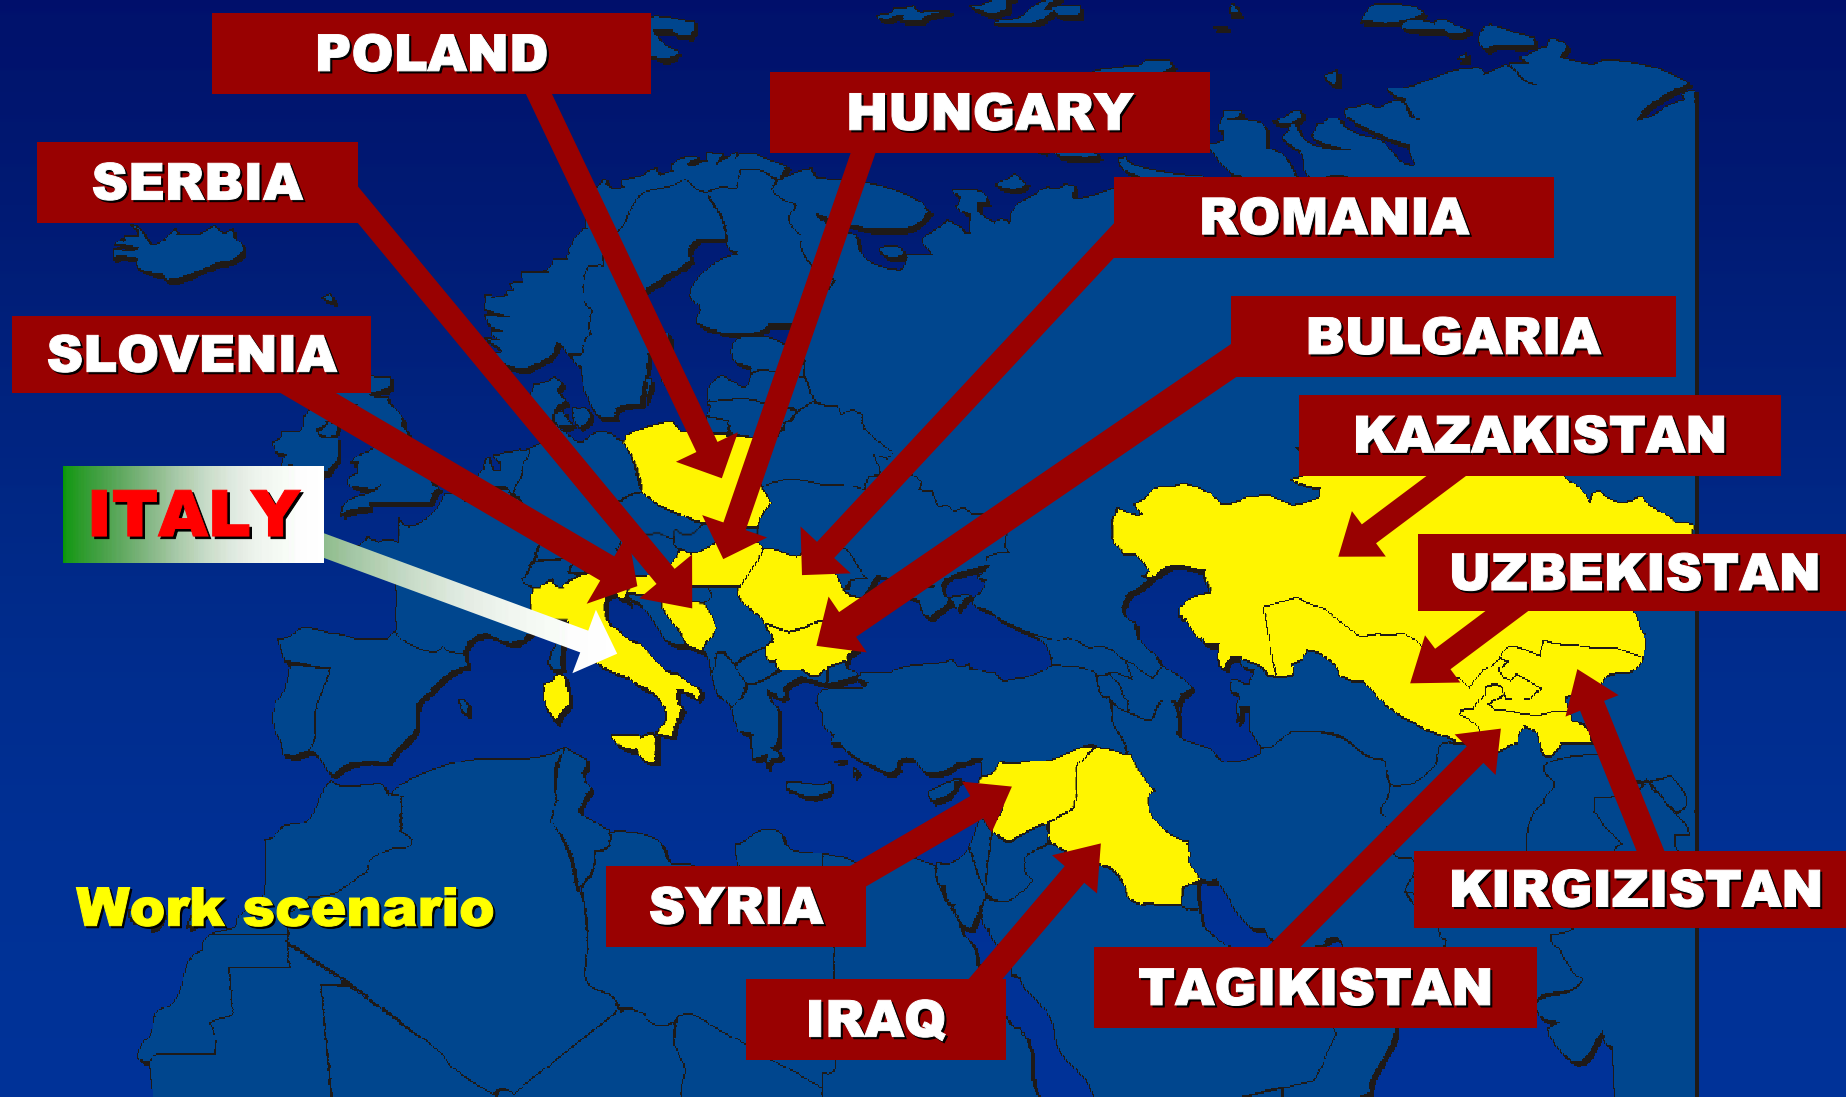 POLAND
HUNGARY
SERBIA
ROMANIA
SLOVENIA
BULGARIA
KAZAKISTAN
ITALY
UZBEKISTAN
KIRGIZISTAN
SYRIA
Work scenario
TAGIKISTAN
IRAQ